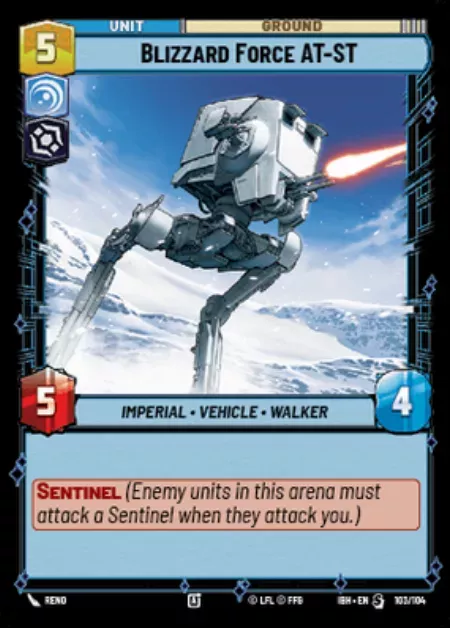 UNIT GROUND
5 BLIZZARD FORCE AT-ST
5 IMPERIAL • VEHICLE • WALKER 4
SENTINEL (Enemy units in this arena must
attack a Sentinel when they attack you.)
RENO © LFL © FFG IBH • EN 103/104